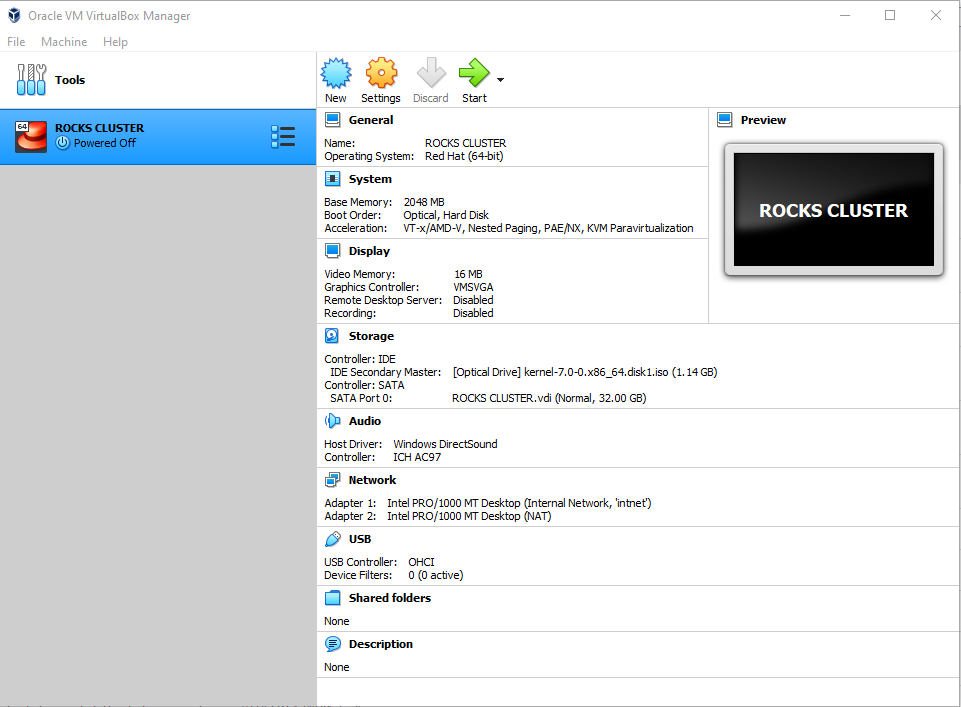 Oracle VM VirtualBox Manager
File Machine Help
Tools
New Settings Discard Start
64
ROCKS CLUSTER
Powered Off
General
Name: ROCKS CLUSTER
Operating System: Red Hat (64-bit)
Preview
ROCKS CLUSTER
System
Base Memory: 2048 MB
Boot Order: Optical, Hard Disk
Acceleration: VT-x/AMD-V, Nested Paging, PAE/NX, KVM Paravirtualization
Display
Video Memory: 16 MB
Graphics Controller: VMSVGA
Remote Desktop Server: Disabled
Recording: Disabled
Storage
Controller: IDE
IDE Secondary Master: [Optical Drive] kernel-7.0-0.x86_64.disk1.iso (1.14 GB)
Controller: SATA
SATA Port 0: ROCKS CLUSTER.vdi (Normal, 32.00 GB)
Audio
Host Driver: Windows DirectSound
Controller: ICH AC97
Network
Adapter 1: Intel PRO/1000 MT Desktop (Internal Network, 'intnet')
Adapter 2: Intel PRO/1000 MT Desktop (NAT)
USB
USB Controller: OHCI
Device Filters: 0 (0 active)
Shared folders
None
Description
None